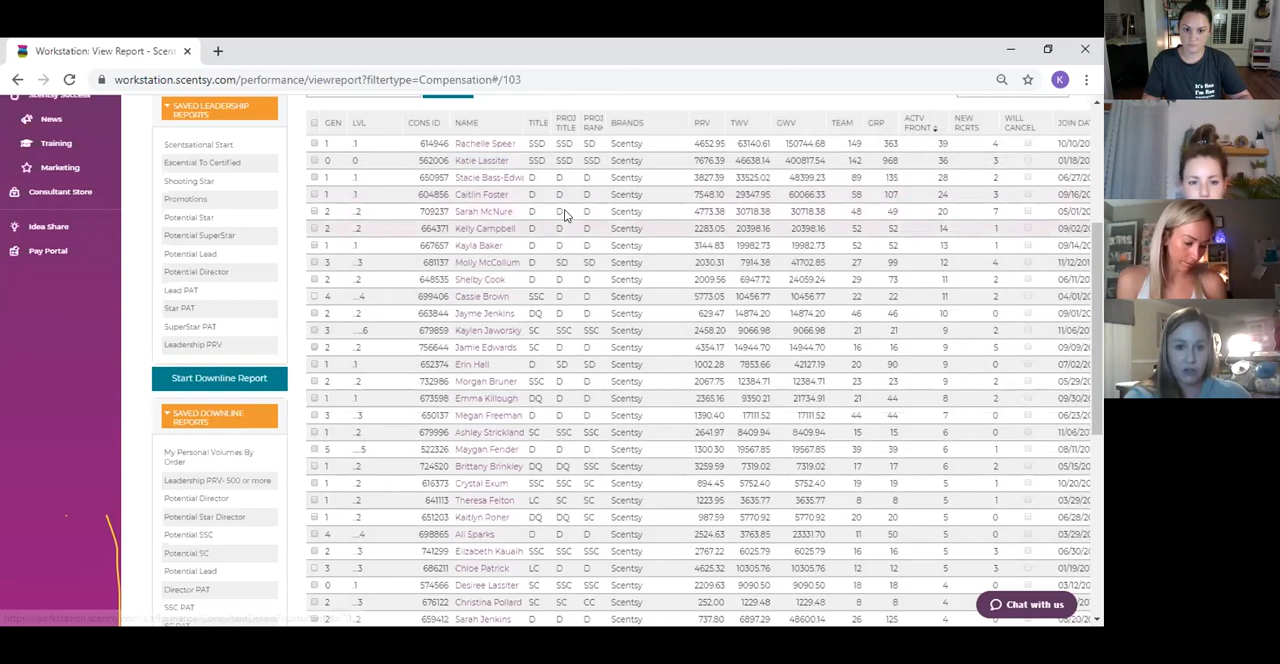 Workstation: View Report - Scen
workstation.scentsy.com/performance/viewreport?filtertype=Compensation#/103
K
Scentsy Success
News
Training
Marketing
Consultant Store
Idea Share
Pay Portal
SAVED LEADERSHIP
REPORTS
Scentsational Start
Escential To Certified
Shooting Star
Promotions
Potential Star
Potential SuperStar
Potential Lead
Potential Director
Lead PAT
Star PAT
SuperStar PAT
Leadership PRV
Start Downline Report
SAVED DOWNLINE
REPORTS
My Personal Volumes By
Order
Leadership PRV- 500 or more
Potential Director
Potential Star Director
Potential SSC
Potential SC
Potential Lead
Director PAT
SSC PAT
GEN LVL CONS ID NAME TITLE PROJ TITLE PROJ RANK BRANDS PRV TWV GWV TEAM GRP ACTV FRONT NEW RCRTS WILL CANCEL JOIN DA
1 .1 614946 Rachelle Speer SSD SSD SD Scentsy 4652.95 63140.61 150744.68 149 363 39 4 10/10/20
0 0 562006 Katie Lassiter SSD SSD SSD Scentsy 7676.39 46638.14 400817.54 142 968 36 3 01/18/20
1 .1 650957 Stacie Bass-Edwa D D D Scentsy 3827.39 33525.02 48399.23 89 135 28 2 06/27/20
1 .1 604856 Caitlin Foster D D D Scentsy 7548.10 29347.95 60066.33 58 107 24 3 09/16/20
2 ..2 709237 Sarah McNure D D D Scentsy 4773.38 30718.38 30718.38 48 49 20 7 05/01/20
2 ..2 664371 Kelly Campbell D D D Scentsy 2283.05 20398.16 20398.16 52 52 14 1 09/02/20
1 .1 667657 Kayla Baker D D D Scentsy 3144.83 19982.73 19982.73 52 52 13 1 09/14/20
3 ...3 681137 Molly McCollum D SD SD Scentsy 2030.31 7914.38 41702.85 27 99 12 4 11/12/20
2 ..2 648535 Shelby Cook D D D Scentsy 2009.56 6947.72 24059.24 29 73 11 2 06/11/20
4 ....4 699406 Cassie Brown SSC D D Scentsy 5773.05 10456.77 10456.77 22 22 11 2 04/01/20
2 ..2 663844 Jayme Jenkins DQ D D Scentsy 629.47 14874.20 14874.20 46 46 10 0 09/01/20
3 .....6 679859 Kaylen Jaworsky SC SSC SSC Scentsy 2458.20 9066.98 9066.98 21 21 9 2 11/06/20
2 ..2 756644 Jamie Edwards SC D D Scentsy 4354.17 14944.70 14944.70 16 16 9 5 09/09/20
1 .1 652374 Erin Hall D SD SD Scentsy 1002.28 7853.66 42127.19 20 90 9 0 07/02/20
2 ..2 732986 Morgan Bruner SSC D D Scentsy 2067.75 12384.71 12384.71 23 23 9 2 05/29/20
1 .1 673598 Emma Killough DQ D D Scentsy 2365.16 9350.21 21734.91 21 44 8 2 09/30/20
3 ...3 650137 Megan Freeman D D D Scentsy 1390.40 17111.52 17111.52 44 44 7 0 06/23/20
1 ..2 679996 Ashley Strickland SC SSC SSC Scentsy 2641.97 8409.94 8409.94 15 15 6 0 11/06/20
5 .....5 522326 Maygan Fender D D D Scentsy 1300.30 19567.85 19567.85 39 39 6 1 08/11/20
1 ..2 724520 Brittany Brinkley DQ DQ SSC Scentsy 3259.59 7319.02 7319.02 17 17 6 2 05/15/20
1 ..2 616373 Crystal Exum SSC SSC SSC Scentsy 894.45 5752.40 5752.40 19 19 5 1 10/20/20
1 ..2 641113 Theresa Felton LC SC SC Scentsy 1223.95 3635.77 3635.77 8 8 5 1 03/29/20
1 ..2 651203 Kaitlyn Roher DQ DQ SC Scentsy 987.59 5770.92 5770.92 20 20 5 0 06/28/20
4 ....4 698865 Ali Sparks D D D Scentsy 2524.63 3763.85 23331.70 11 50 5 0 03/29/20
2 ...3 741299 Elizabeth Kauaih SSC SSC SSC Scentsy 2767.22 6025.79 6025.79 16 16 5 3 06/30/20
3 ...3 686211 Chloe Patrick LC SC SC Scentsy 4625.32 10305.76 10305.76 12 12 5 3 01/19/20
0 .1 574566 Desiree Lassiter SC SSC SSC Scentsy 2209.63 9090.50 9090.50 18 18 4 0 03/12/20
2 ...3 676122 Christina Pollard SC SC CC Scentsy 252.00 1229.48 1229.48 8 8 4
..2 659412 Sarah Jenkins D D D Scentsy 737.80 6897.29 48600.14 26 125 4
Chat with us